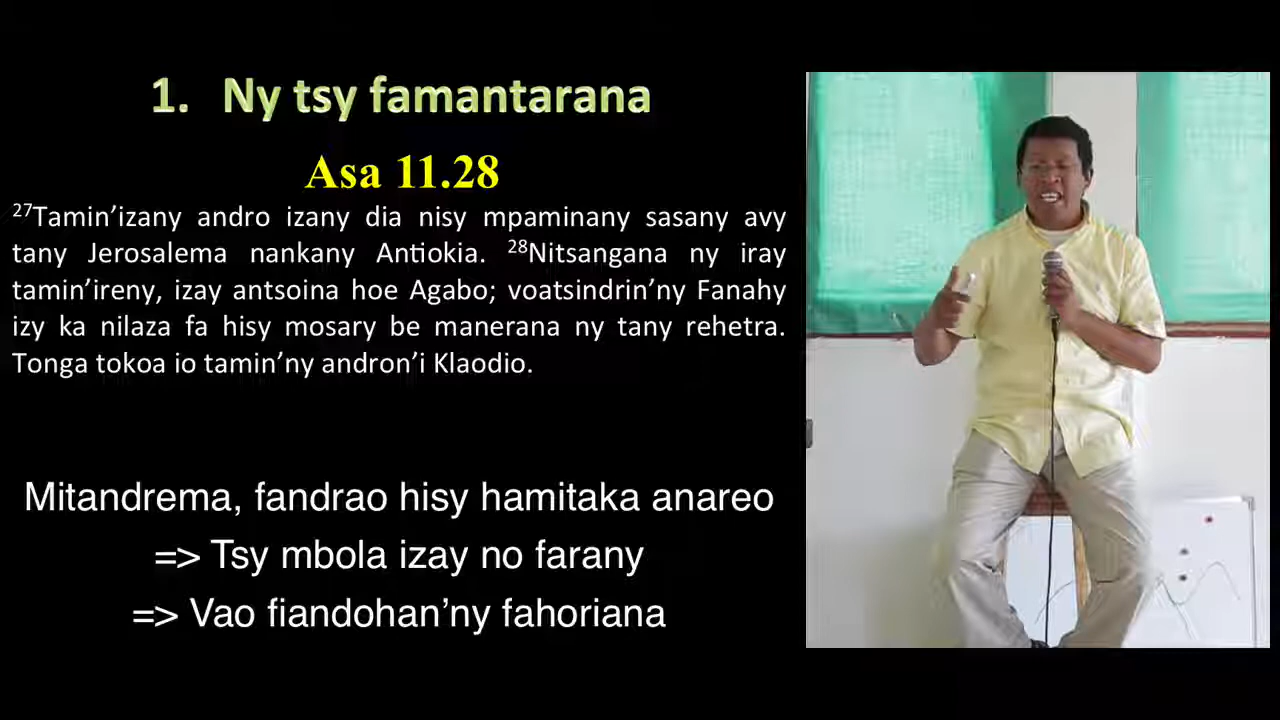 1. Ny tsy famantarana
Asa 11.28
²⁷Tamin’izany andro izany dia nisy mpaminany sasany avy
tany Jerosalema nankany Antiokia. ²⁸Nitsangana ny iray
tamin’ireny, izay antsoina hoe Agabo; voatsindrin’ny Fanahy
izy ka nilaza fa hisy mosary be manerana ny tany rehetra.
Tonga tokoa io tamin’ny andron’i Klaodio.
Mitandrema, fandrao hisy hamitaka anareo
=> Tsy mbola izay no farany
=> Vao fiandohan’ny fahoriana